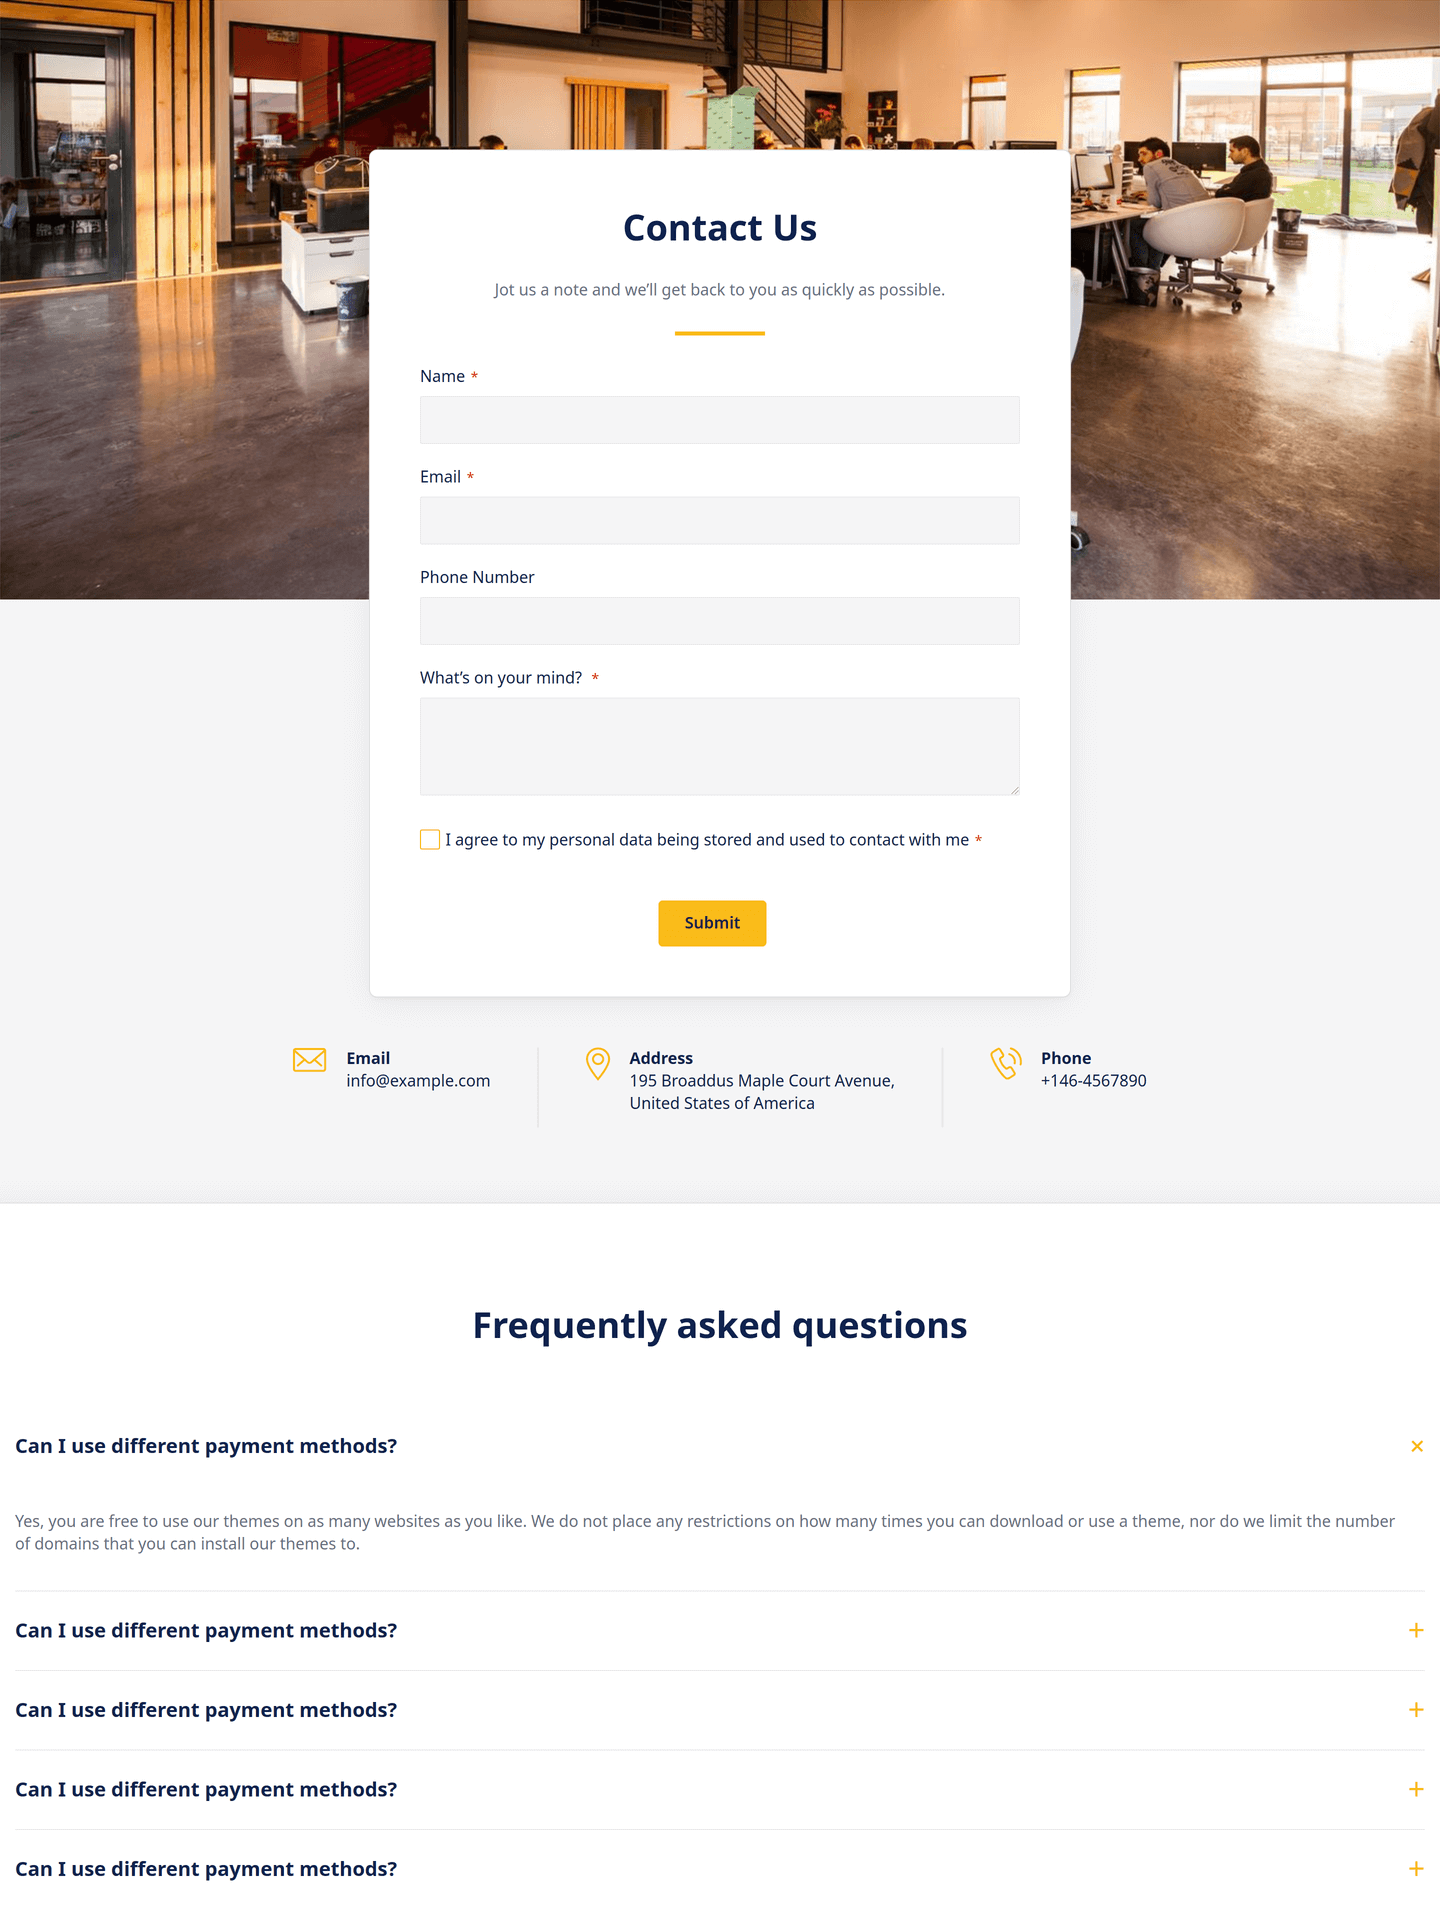 Contact Us
Jot us a note and we’ll get back to you as quickly as possible.
Name *
Email *
Phone Number
What’s on your mind? *
I agree to my personal data being stored and used to contact with me *
Submit
Email
info@example.com
Address
195 Broaddus Maple Court Avenue,
United States of America
Phone
+146-4567890
Frequently asked questions
Can I use different payment methods?
Yes, you are free to use our themes on as many websites as you like. We do not place any restrictions on how many times you can download or use a theme, nor do we limit the number
of domains that you can install our themes to.
Can I use different payment methods?
Can I use different payment methods?
Can I use different payment methods?
Can I use different payment methods?